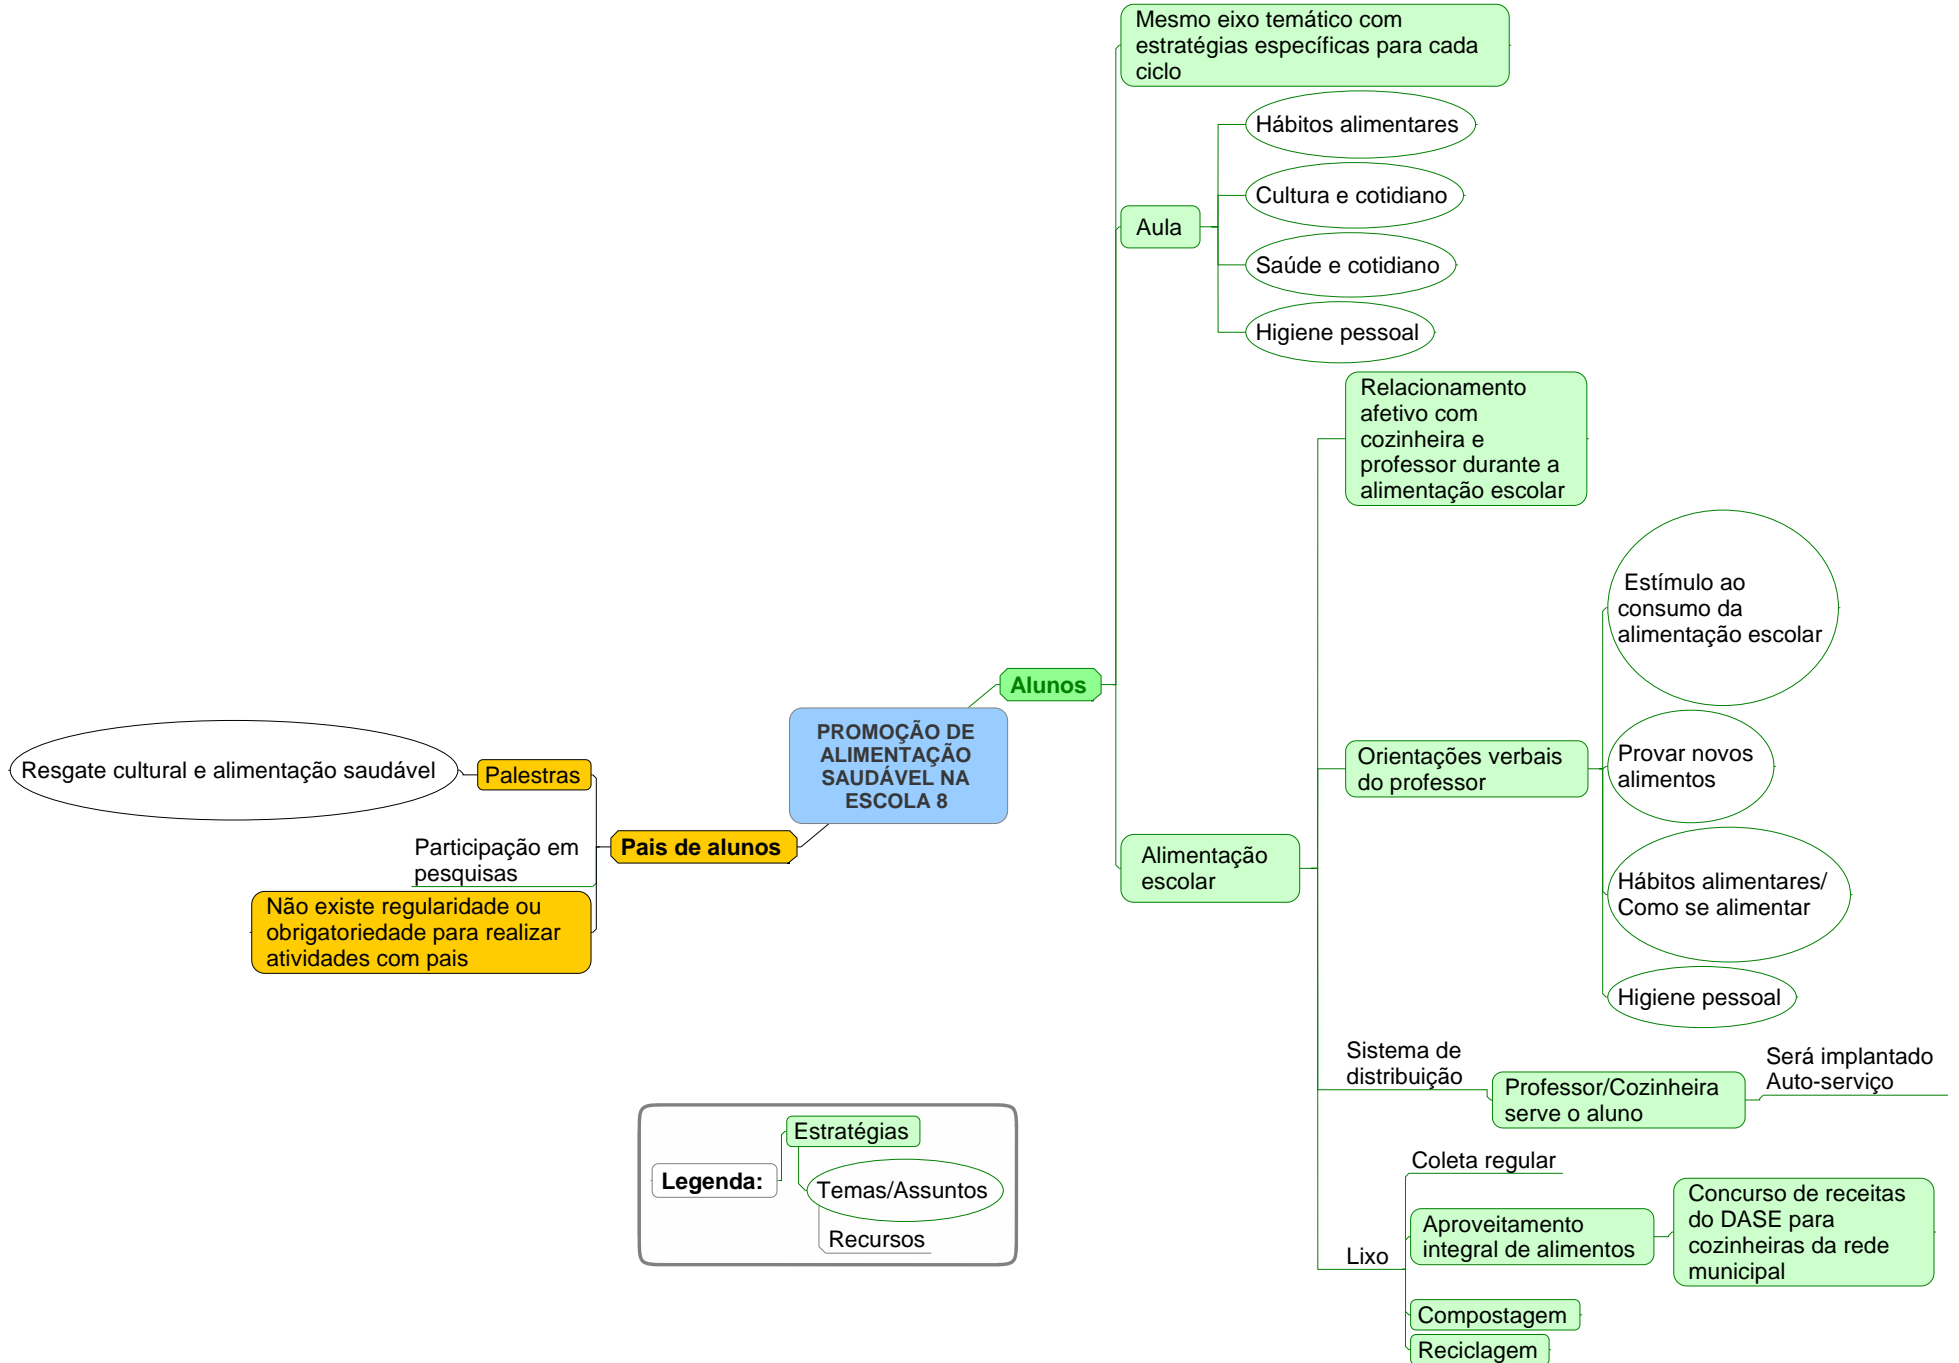 Mesmo eixo temático com
estratégias específicas para cada
ciclo
Hábitos alimentares
Cultura e cotidiano
Aula
Saúde e cotidiano
Higiene pessoal
Relacionamento
afetivo com
cozinheira e
professor durante a
alimentação escolar
Estímulo ao
consumo da
alimentação escolar
Alunos
PROMOÇÃO DE
ALIMENTAÇÃO
SAUDÁVEL NA
ESCOLA 8
Orientações verbais
do professor
Provar novos
alimentos
Resgate cultural e alimentação saudável
Palestras
Pais de alunos
Participação em
pesquisas
Não existe regularidade ou
obrigatoriedade para realizar
atividades com pais
Alimentação
escolar
Hábitos alimentares/
Como se alimentar
Higiene pessoal
Sistema de
distribuição
Professor/Cozinheira
serve o aluno
Será implantado
Auto-serviço
Legenda:
Estratégias
Temas/Assuntos
Recursos
Lixo
Coleta regular
Aproveitamento
integral de alimentos
Concurso de receitas
do DASE para
cozinheiras da rede
municipal
Compostagem
Reciclagem